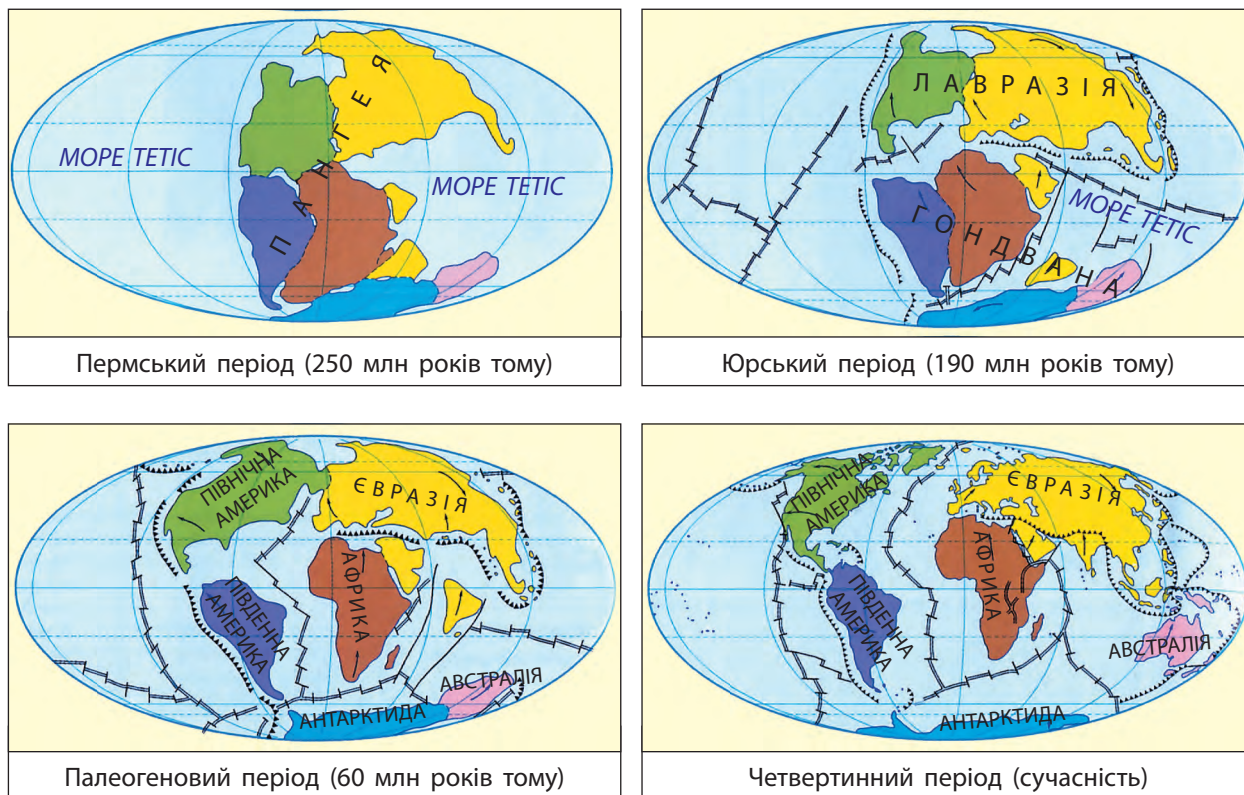 ПАНГЕЯ
МОРЕ ТЕТІС
МОРЕ ТЕТІС
Пермський період (250 млн років тому)
ЛАВРАЗІЯ
ГОНДВАНА
МОРЕ ТЕТІС
Юрський період (190 млн років тому)
ПІВНІЧНА
АМЕРИКА
ЄВРАЗІЯ
АФРИКА
ПІВДЕННА
АМЕРИКА
АВСТРАЛІЯ
АНТАРКТИДА
Палеогеновий період (60 млн років тому)
ПІВНІЧНА
АМЕРИКА
ЄВРАЗІЯ
АФРИКА
ПІВДЕННА
АМЕРИКА
АВСТРАЛІЯ
АНТАРКТИДА
Четвертинний період (сучасність)